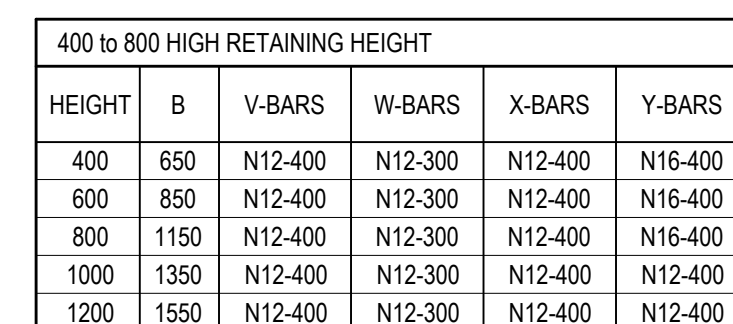 400 to 800 HIGH RETAINING HEIGHT
HEIGHT B V-BARS W-BARS X-BARS Y-BARS
400 650 N12-400 N12-300 N12-400 N16-400
600 850 N12-400 N12-300 N12-400 N16-400
800 1150 N12-400 N12-300 N12-400 N16-400
1000 1350 N12-400 N12-300 N12-400 N12-400
1200 1550 N12-400 N12-300 N12-400 N12-400